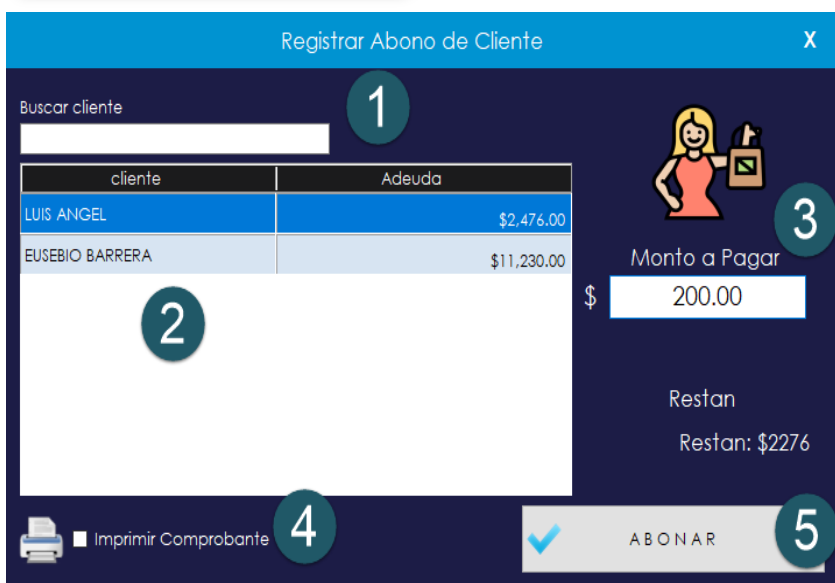 Registrar Abono de Cliente
X
1
Buscar cliente
cliente Adeuda
LUIS ANGEL $2,476.00
EUSEBIO BARRERA $11,230.00
2
3
Monto a Pagar
$ 200.00
Restan
Restan: $2276
Imprimir Comprobante
4
ABONAR
5